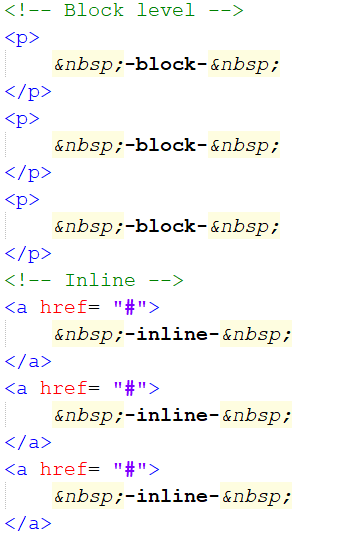 <!-- Block level -->
<p>
&nbsp;-block-&nbsp;
</p>
<p>
&nbsp;-block-&nbsp;
</p>
<p>
&nbsp;-block-&nbsp;
</p>
<!-- Inline -->
<a href= "#">
&nbsp;-inline-&nbsp;
</a>
<a href= "#">
&nbsp;-inline-&nbsp;
</a>
<a href= "#">
&nbsp;-inline-&nbsp;
</a>